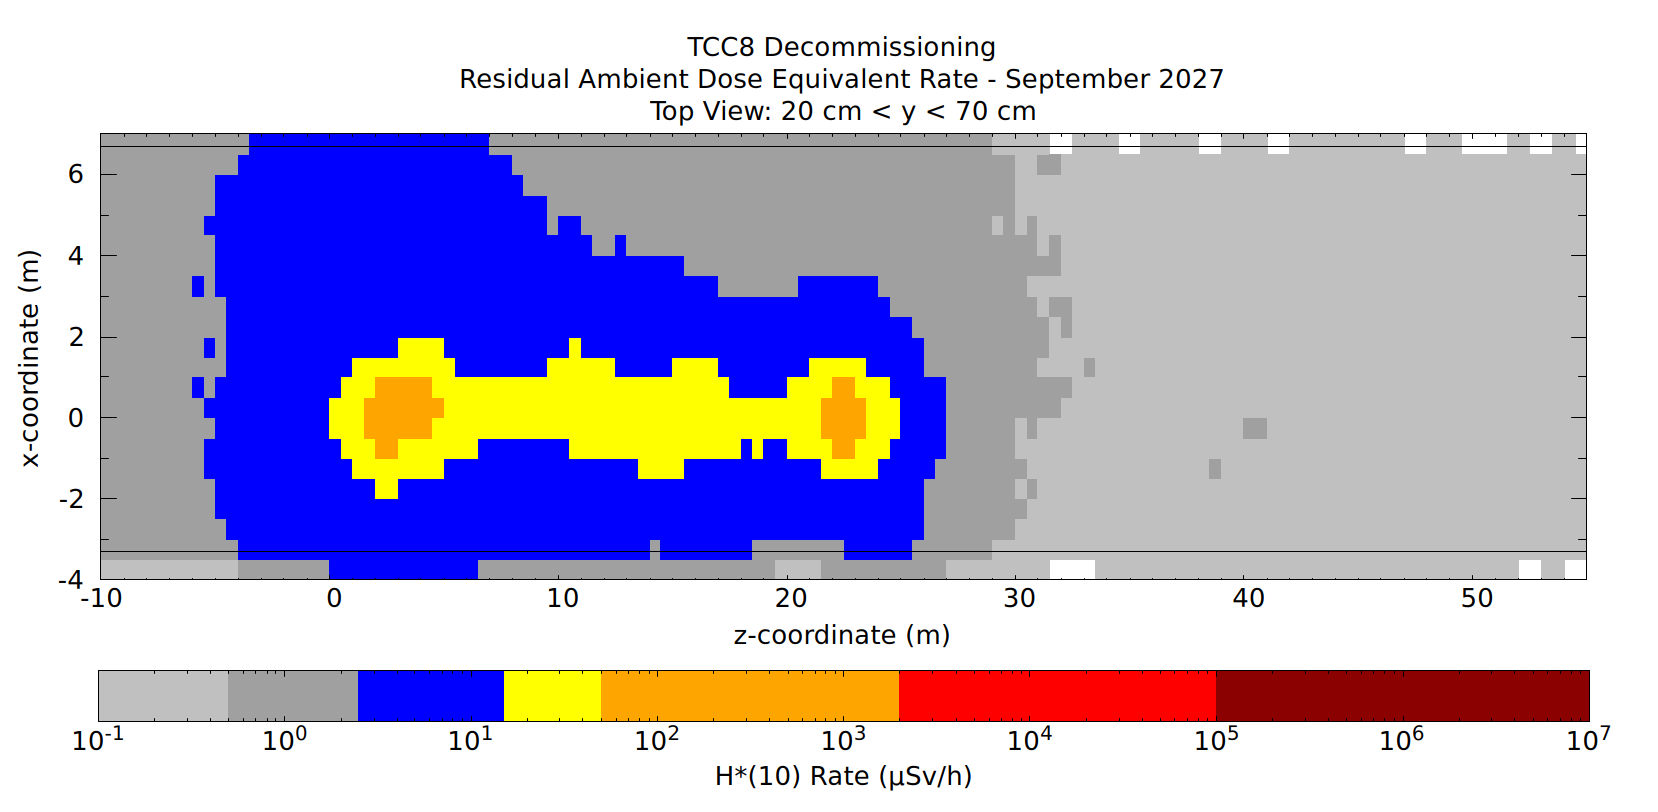 TCC8 Decommissioning
Residual Ambient Dose Equivalent Rate - September 2027
Top View: 20 cm < y < 70 cm
6
4
2
0
-2
-4
x-coordinate (m)
-10 0 10 20 30 40 50
z-coordinate (m)
10⁻¹ 10⁰ 10¹ 10² 10³ 10⁴ 10⁵ 10⁶ 10⁷
H*(10) Rate (µSv/h)